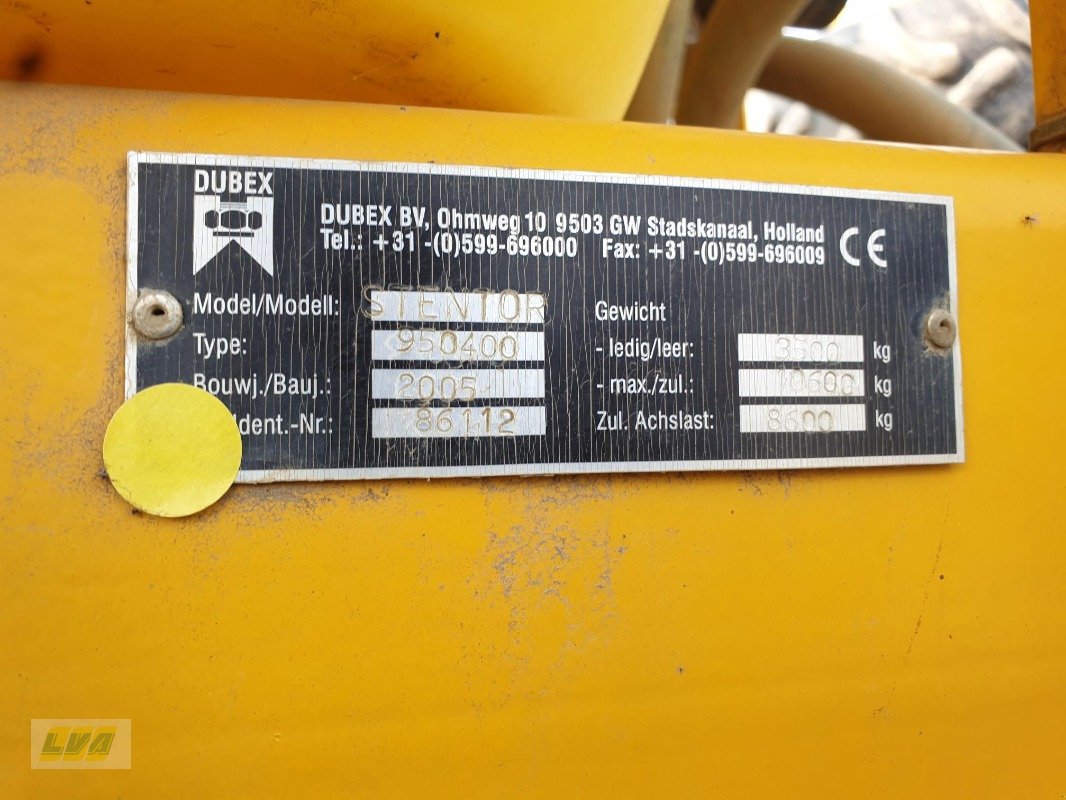 DUBEX
DUBEX BV, Ohmweg 10 9503 GW Stadskanaal, Holland
Tel.: +31 -(0)599-696000 Fax: +31 -(0)599-696009
CE
Model/Modell: STENTOR
Type: 950400
Bouwj./Bauj.: 2005
dent.-Nr.: 86112
Gewicht
- ledig/leer: 3500 kg
- max./zul.: 10600 kg
Zul. Achslast: 8600 kg
LVA